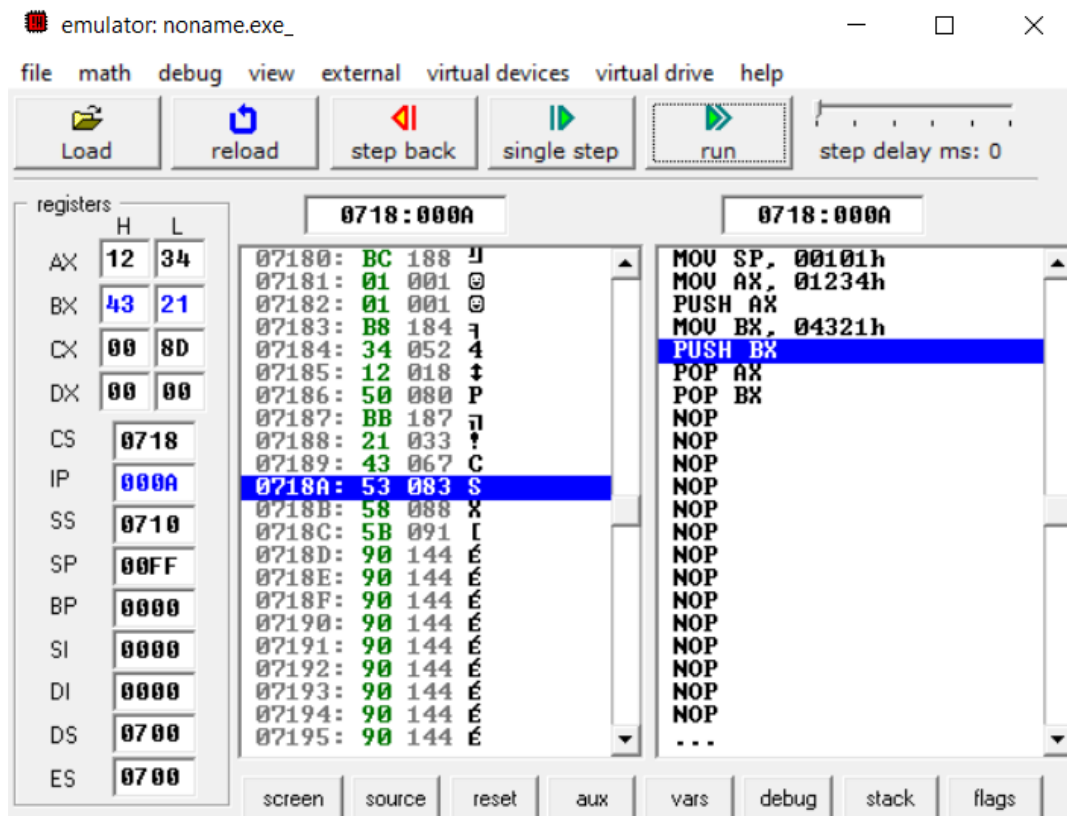 emulator: noname.exe_
file math debug view external virtual devices virtual drive help
Load reload step back single step run step delay ms: 0
registers
H L
AX 12 34
BX 43 21
CX 00 8D
DX 00 00
CS 0718
IP 000A
SS 0710
SP 00FF
BP 0000
SI 0000
DI 0000
DS 0700
ES 0700
0718:000A
07180: BC 188 ╝
07181: 01 001 ☺
07182: 01 001 ☺
07183: B8 184 ╕
07184: 34 052 4
07185: 12 018 ↕
07186: 50 080 P
07187: BB 187 ╗
07188: 21 033 !
07189: 43 067 C
0718A: 53 083 S
0718B: 58 088 X
0718C: 5B 091 [
0718D: 90 144 É
0718E: 90 144 É
0718F: 90 144 É
07190: 90 144 É
07191: 90 144 É
07192: 90 144 É
07193: 90 144 É
07194: 90 144 É
07195: 90 144 É
0718:000A
MOV SP, 00101h
MOV AX, 01234h
PUSH AX
MOV BX, 04321h
PUSH BX
POP AX
POP BX
NOP
NOP
NOP
NOP
NOP
NOP
NOP
NOP
NOP
NOP
NOP
NOP
NOP
NOP
...
screen source reset aux vars debug stack flags